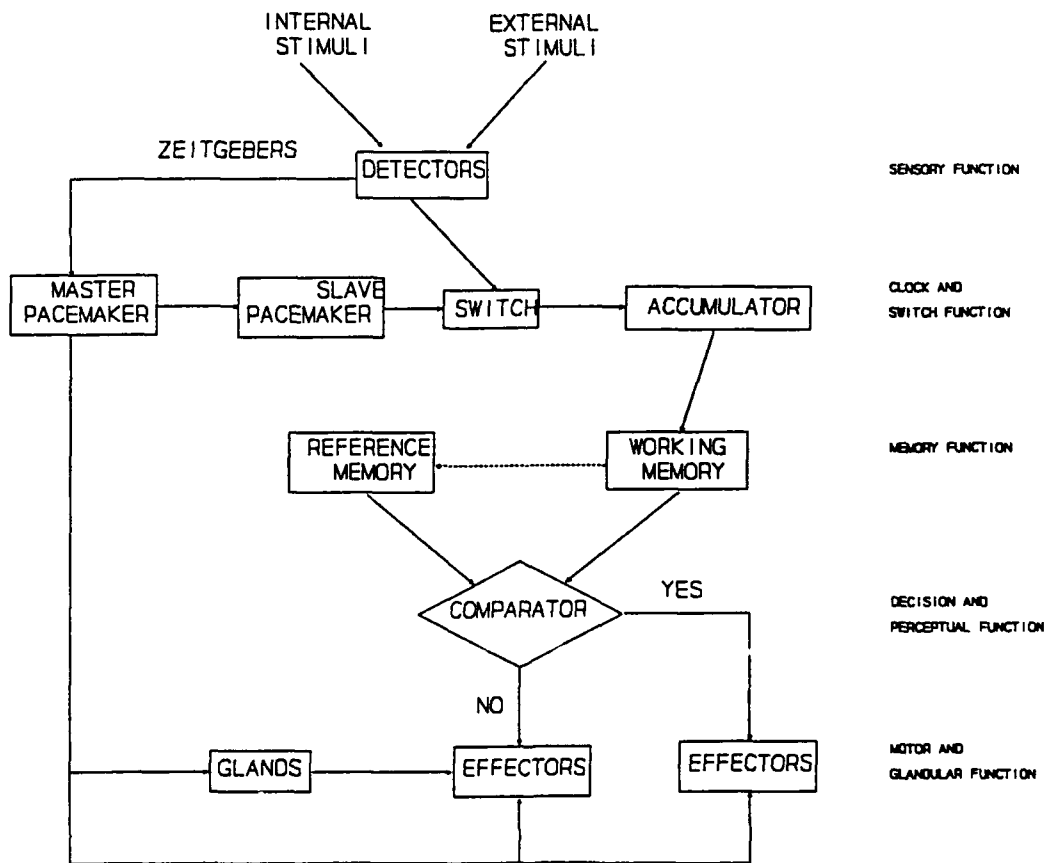 INTERNAL
STIMULI
EXTERNAL
STIMULI
ZEITGEBERS
DETECTORS
SENSORY FUNCTION
MASTER
PACEMAKER
SLAVE
PACEMAKER
SWITCH
ACCUMULATOR
CLOCK AND
SWITCH FUNCTION
REFERENCE
MEMORY
WORKING
MEMORY
MEMORY FUNCTION
COMPARATOR
YES
DECISION AND
PERCEPTUAL FUNCTION
NO
GLANDS
EFFECTORS
EFFECTORS
MOTOR AND
GLANDULAR FUNCTION